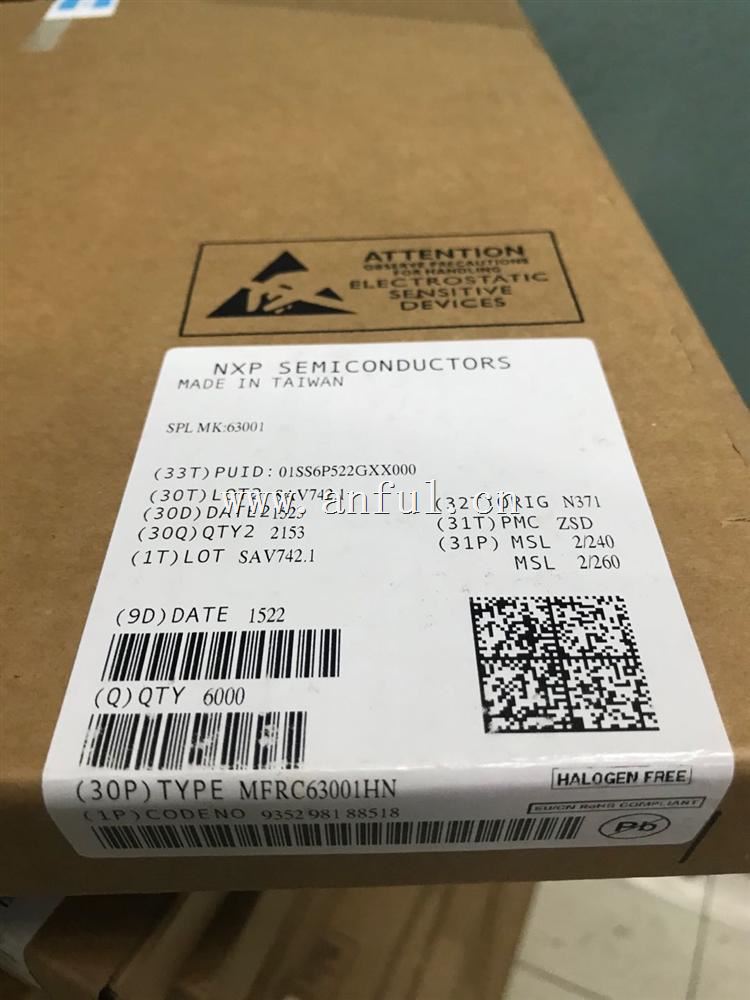 ATTENTION
OBSERVE PRECAUTIONS
FOR HANDLING
ELECTROSTATIC
SENSITIVE
DEVICES
NXP SEMICONDUCTORS
MADE IN TAIWAN
SPL MK:63001
(33T)PUID: 01SS6P522GXX000
(30T)LOT2 SAV742.1
www.anful.cn
(30D)DATE2 1523
(30Q)QTY2 2153
(1T)LOT SAV742.1
(32T)ORIG N371
(31T)PMC ZSD
(31P) MSL 2/240
MSL 2/260
(9D)DATE 1522
(Q)QTY 6000
(30P)TYPE MFRC63001HN
(1P)CODENO 9352 981 88518
HALOGEN FREE
EU/CN RoHS COMPLIANT
Pb